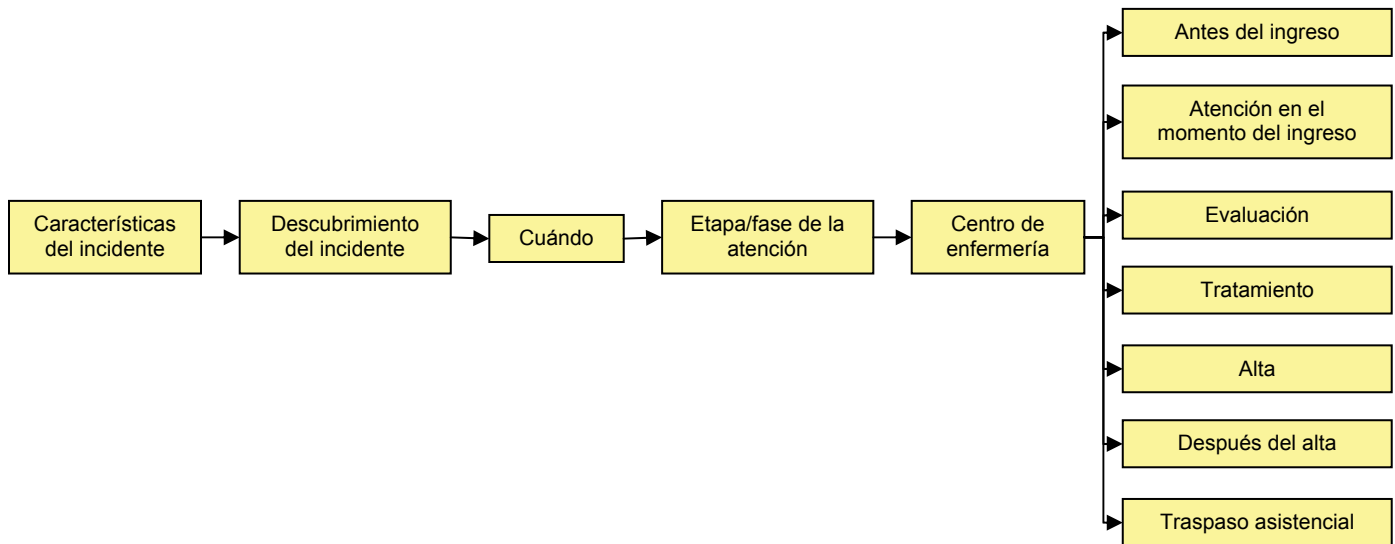 Características
del incidente
Descubrimiento
del incidente
Cuándo
Etapa/fase de la
atención
Centro de
enfermería
Antes del ingreso
Atención en el
momento del ingreso
Evaluación
Tratamiento
Alta
Después del alta
Traspaso asistencial